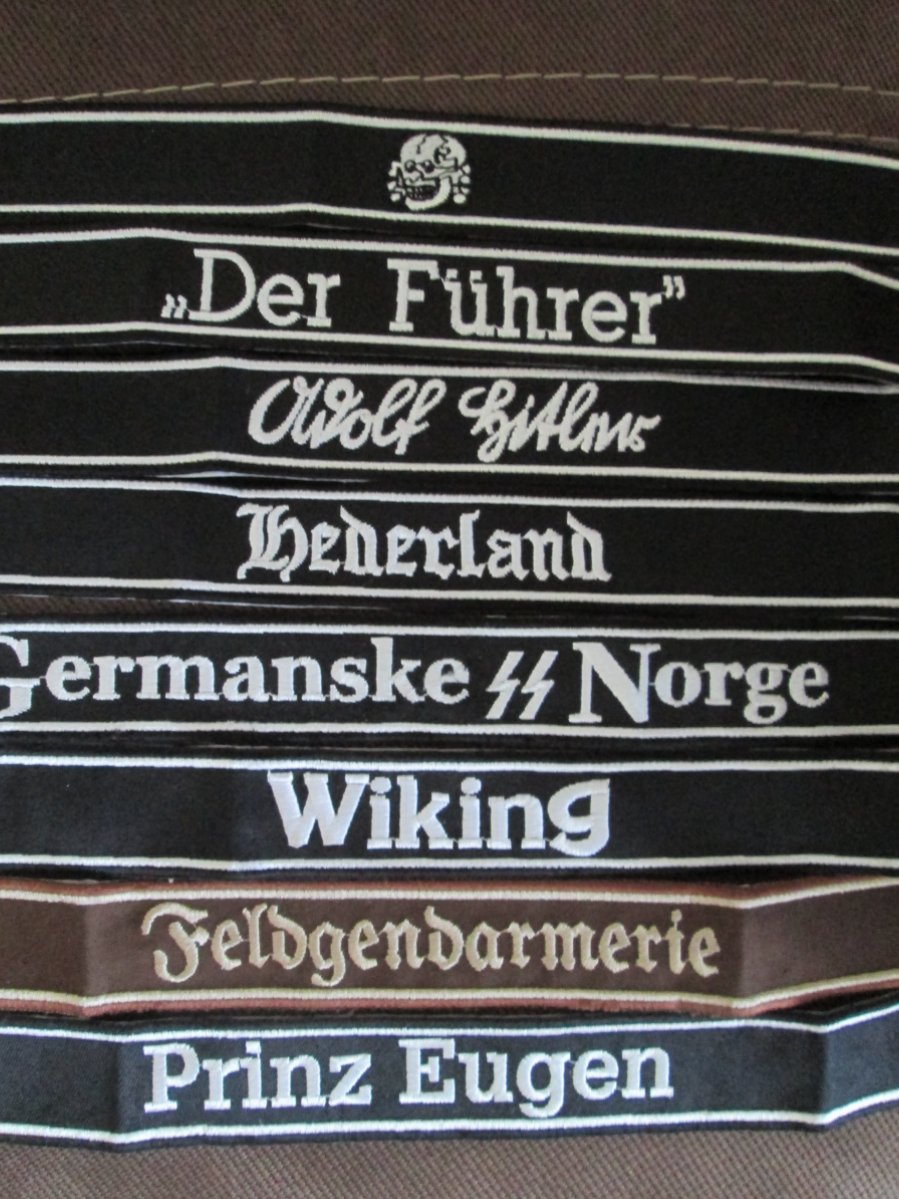 „Der Führer”
Adolf Hitler
Nederland
Germanske SS Norge
Wiking
Feldgendarmerie
Prinz Eugen